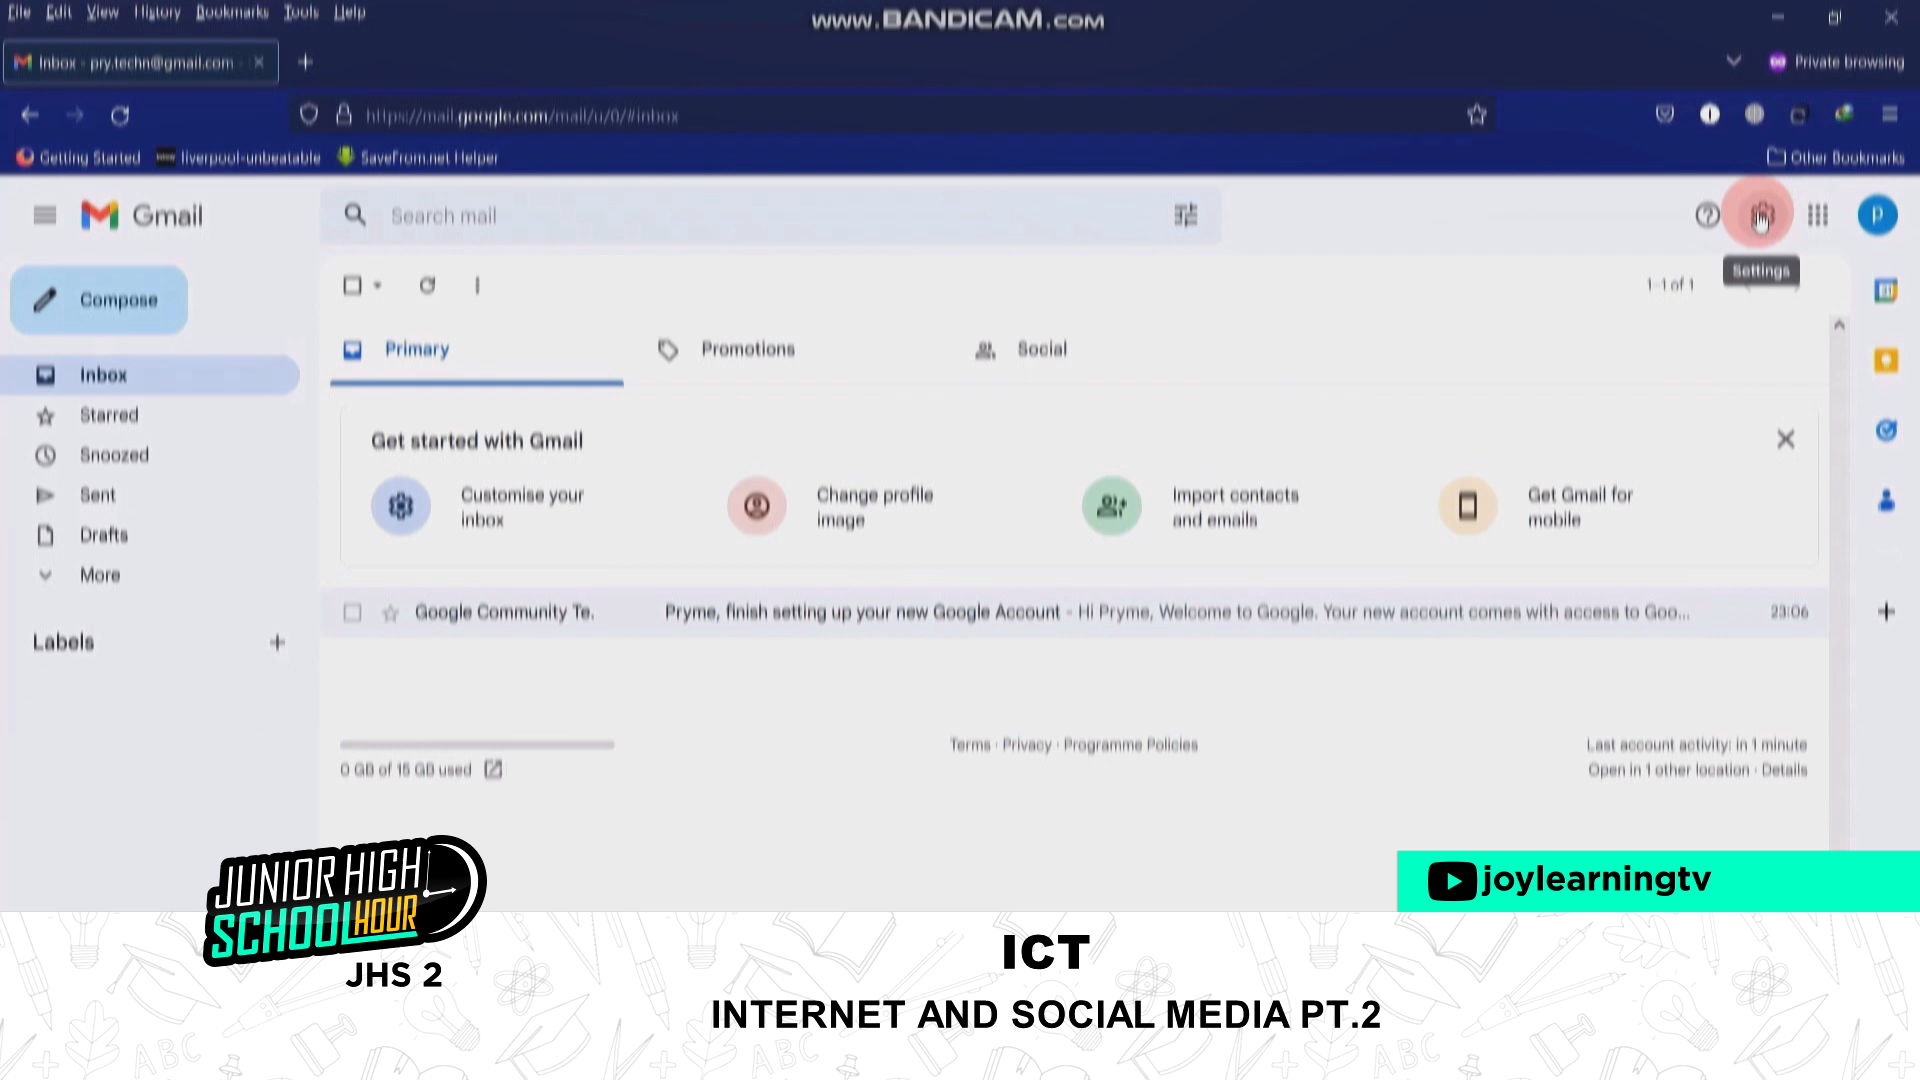 File Edit View History Bookmarks Tools Help
www.BANDICAM.com
Inbox - pry.techn@gmail.com -
Private browsing
https://mail.google.com/mail/u/0/#inbox
Getting Started liverpool-unbeatable SaveFrom.net Helper
Other Bookmarks
Gmail
Search mail
p
Settings
Compose
1-1 of 1
Primary
Promotions
Social
Inbox
Starred
Snoozed
Sent
Drafts
More
Labels
Get started with Gmail
Customise your
inbox
Change profile
image
Import contacts
and emails
Get Gmail for
mobile
Google Community Te. Pryme, finish setting up your new Google Account - Hi Pryme, Welcome to Google. Your new account comes with access to Goo... 23:06
0 GB of 15 GB used
Terms · Privacy · Programme Policies
Last account activity: in 1 minute
Open in 1 other location · Details
JUNIOR HIGH
SCHOOL HOUR
JHS 2
joylearningtv
ICT
INTERNET AND SOCIAL MEDIA PT.2
ABC
ABC
ABC
ABC